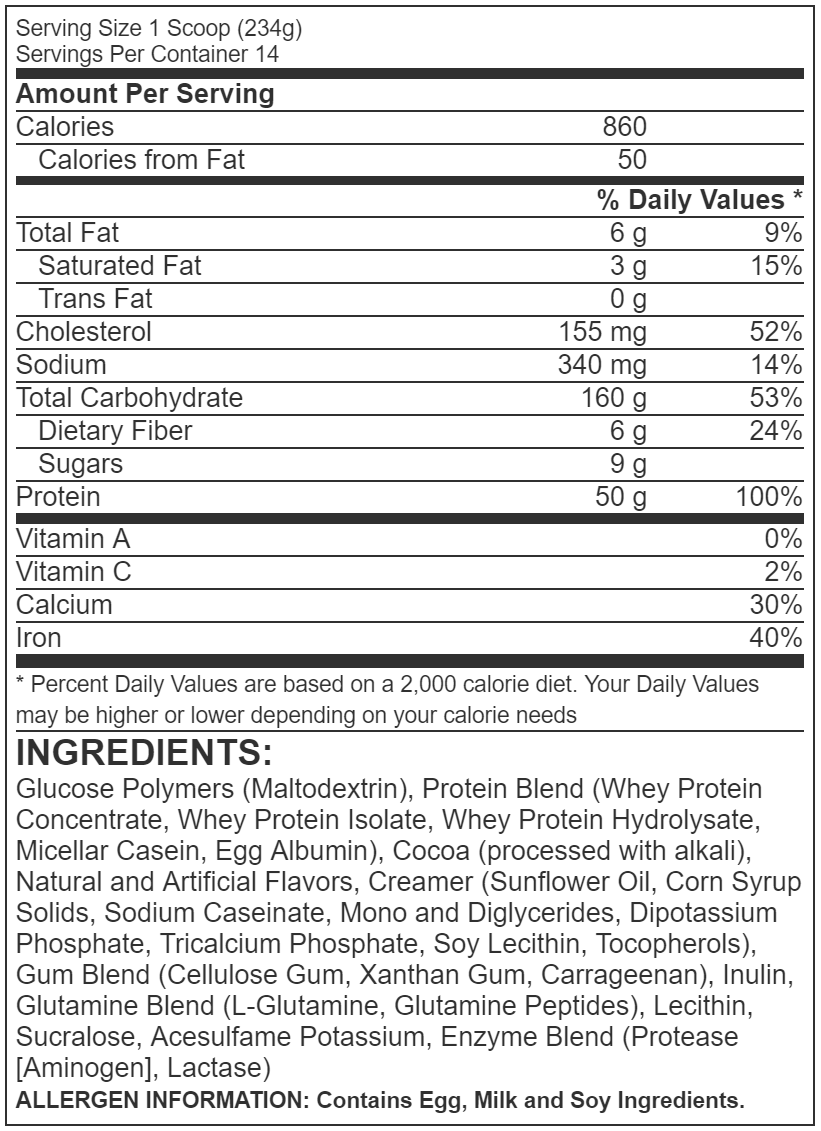 Serving Size 1 Scoop (234g)
Servings Per Container 14
Amount Per Serving
Calories 860
Calories from Fat 50
% Daily Values *
Total Fat 6 g 9%
Saturated Fat 3 g 15%
Trans Fat 0 g
Cholesterol 155 mg 52%
Sodium 340 mg 14%
Total Carbohydrate 160 g 53%
Dietary Fiber 6 g 24%
Sugars 9 g
Protein 50 g 100%
Vitamin A 0%
Vitamin C 2%
Calcium 30%
Iron 40%
* Percent Daily Values are based on a 2,000 calorie diet. Your Daily Values
may be higher or lower depending on your calorie needs
INGREDIENTS:
Glucose Polymers (Maltodextrin), Protein Blend (Whey Protein
Concentrate, Whey Protein Isolate, Whey Protein Hydrolysate,
Micellar Casein, Egg Albumin), Cocoa (processed with alkali),
Natural and Artificial Flavors, Creamer (Sunflower Oil, Corn Syrup
Solids, Sodium Caseinate, Mono and Diglycerides, Dipotassium
Phosphate, Tricalcium Phosphate, Soy Lecithin, Tocopherols),
Gum Blend (Cellulose Gum, Xanthan Gum, Carrageenan), Inulin,
Glutamine Blend (L-Glutamine, Glutamine Peptides), Lecithin,
Sucralose, Acesulfame Potassium, Enzyme Blend (Protease
[Aminogen], Lactase)
ALLERGEN INFORMATION: Contains Egg, Milk and Soy Ingredients.